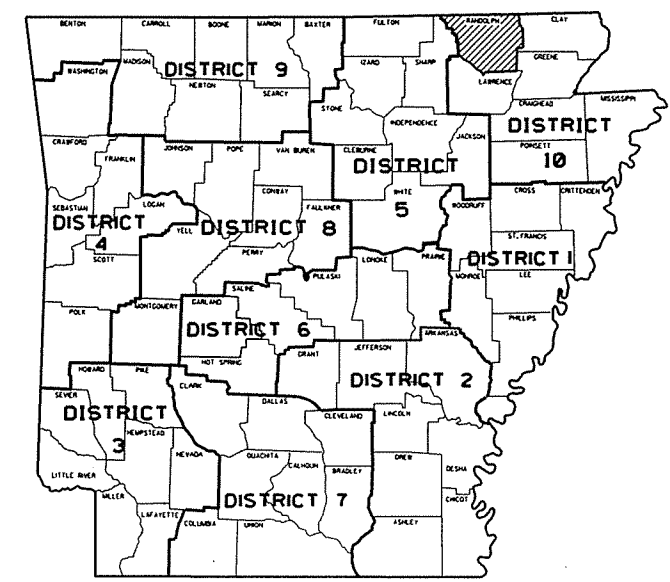 BENTON CARROLL BOONE MARION BAXTER FULTON RANDOLPH CLAY
WASHINGTON MADISON DISTRICT 9 IZARD SHARP GREENE
NEWTON SEARCY LAWRENCE
STONE CRAIGHEAD MISSISSIPPI
INDEPENDENCE DISTRICT
CRAWFORD JACKSON
FRANKLIN JOHNSON POPE VAN BUREN CLEBURNE POINSETT
DISTRICT 10
CONWAY WHITE CROSS CRITTENDEN
SEBASTIAN LOGAN FAULKNER 5 WOODRUFF
DISTRICT YELL DISTRICT 8 ST. FRANCIS
4 PERRY LONOKE PRAIRIE DISTRICT 1
SCOTT PULASKI MONROE LEE
SALINE
POLK MONTGOMERY GARLAND PHILLIPS
DISTRICT 6 ARKANSAS
HOT SPRING GRANT JEFFERSON
HOWARD PIKE DISTRICT 2
SEVIER CLARK DALLAS
DISTRICT CLEVELAND LINCOLN
3 HEMPSTEAD
NEVADA OUACHITA CALHOUN BRADLEY DREW DESHA
LITTLE RIVER
MILLER DISTRICT 7 CHICOT
LAFAYETTE COLUMBIA UNION ASHLEY